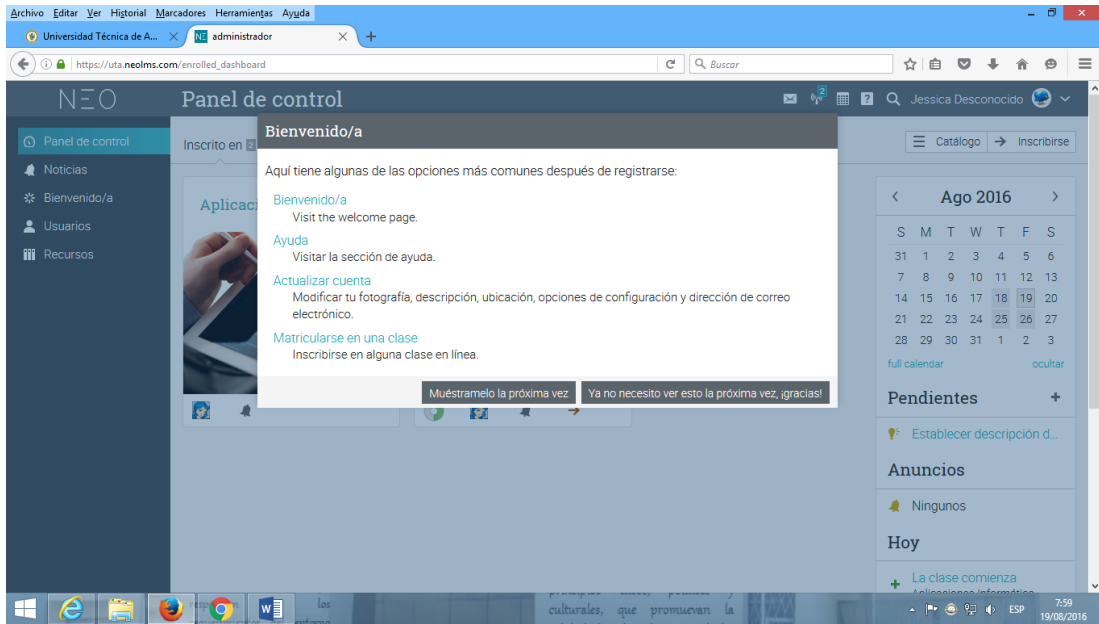 Archivo Editar Ver Historial Marcadores Herramientas Ayuda
Universidad Técnica de A...
NE administrador
https://uta.neolms.com/enrolled_dashboard
Buscar
NEO
Panel de control
2
Jessica Desconocido
Panel de control
Noticias
Bienvenido/a
Usuarios
Recursos
Inscrito en 2
Catálogo
Inscribirse
Aplicac
Bienvenido/a
Aquí tiene algunas de las opciones más comunes después de registrarse:
Bienvenido/a
Visit the welcome page.
Ayuda
Visitar la sección de ayuda.
Actualizar cuenta
Modificar tu fotografía, descripción, ubicación, opciones de configuración y dirección de correo
electrónico.
Matricularse en una clase
Inscribirse en alguna clase en línea.
Muéstramelo la próxima vez
Ya no necesito ver esto la próxima vez, ¡gracias!
Ago 2016
S M T W T F S
31 1 2 3 4 5 6
7 8 9 10 11 12 13
14 15 16 17 18 19 20
21 22 23 24 25 26 27
28 29 30 31 1 2 3
full calendar ocultar
Pendientes +
Establecer descripción d...
Anuncios
Ningunos
Hoy
La clase comienza
Aplicaciones Informática
los
culturales, que promuevan la
ESP
7:59
19/08/2016